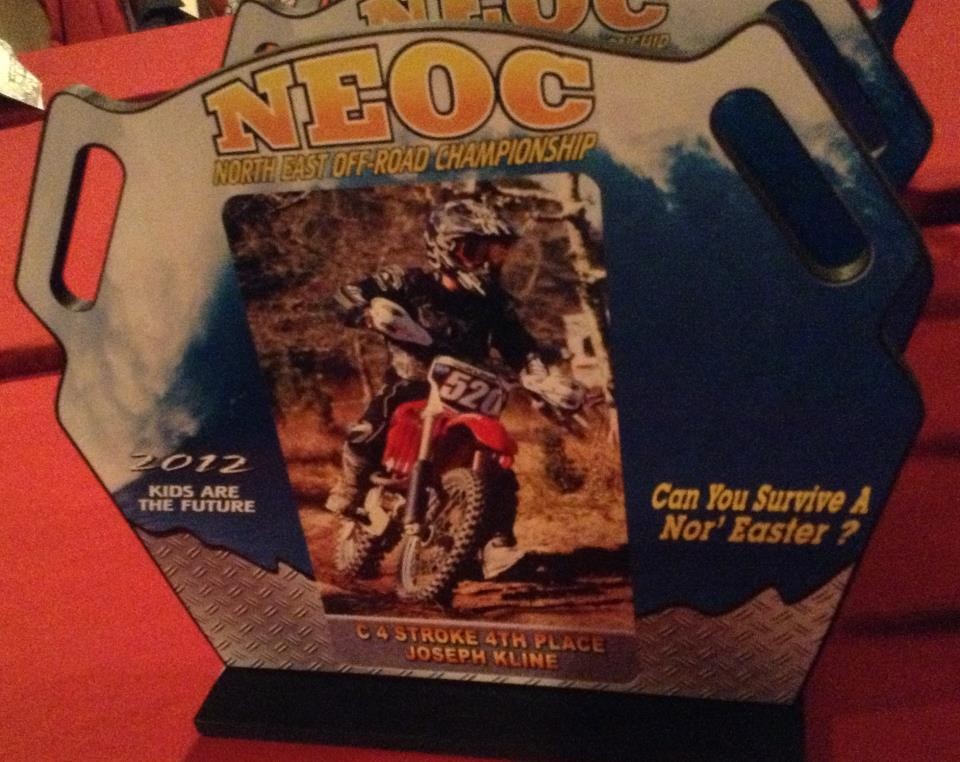 NEOC
NEOC
NORTH EAST OFF-ROAD CHAMPIONSHIP
520
2012
KIDS ARE
THE FUTURE
Can You Survive A
Nor' Easter ?
C 4 STROKE 4TH PLACE
JOSEPH KLINE